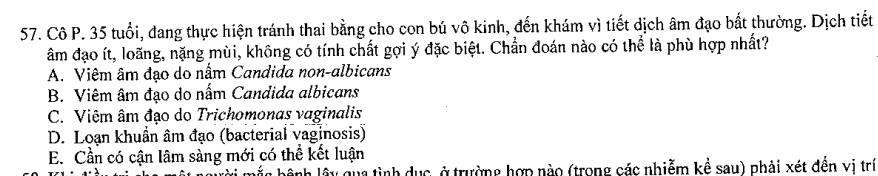 57. Cô P. 35 tuổi, đang thực hiện tránh thai bằng cho con bú vô kinh, đến khám vì tiết dịch âm đạo bất thường. Dịch tiết
âm đạo ít, loãng, nặng mùi, không có tính chất gợi ý đặc biệt. Chẩn đoán nào có thể là phù hợp nhất?
A. Viêm âm đạo do nấm Candida non-albicans
B. Viêm âm đạo do nấm Candida albicans
C. Viêm âm đạo do Trichomonas vaginalis
D. Loạn khuẩn âm đạo (bacterial vaginosis)
E. Cần có cận lâm sàng mới có thể kết luận
một người mắc bệnh lây qua tình dục, ở trường hợp nào (trong các nhiễm kể sau) phải xét đến vị trí